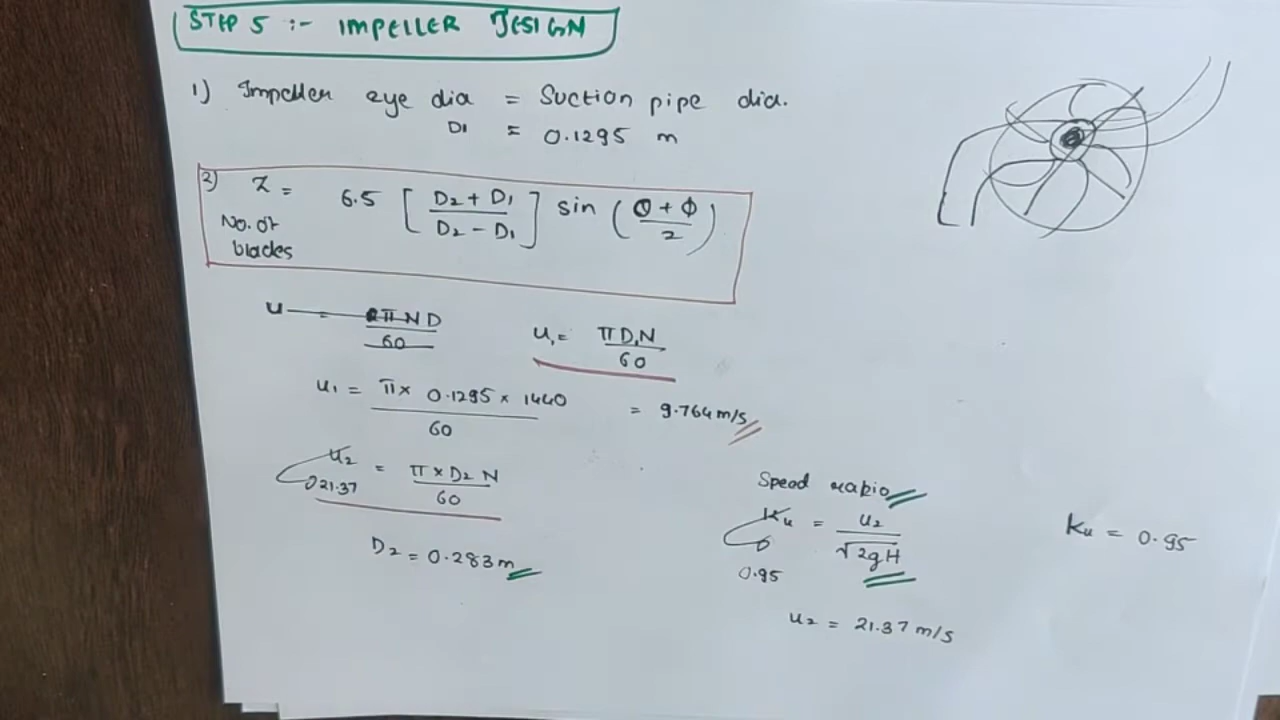 STEP 5 :- IMPELLER DESIGN
1) Impeller eye dia = Suction pipe dia.
D1 = 0.1295 m
2) Z = 6.5 [ D2 + D1 / D2 - D1 ] sin ( θ + φ / 2 )
No. of
blades
u = πND / 60
u1 = πD1N / 60
u1 = π × 0.1295 × 1440 / 60 = 9.764 m/s
u2 = π × D2 N / 60
21.37
D2 = 0.283 m
Speed ratio
Ku = u2 / √2gH
0.95
Ku = 0.95
u2 = 21.37 m/s